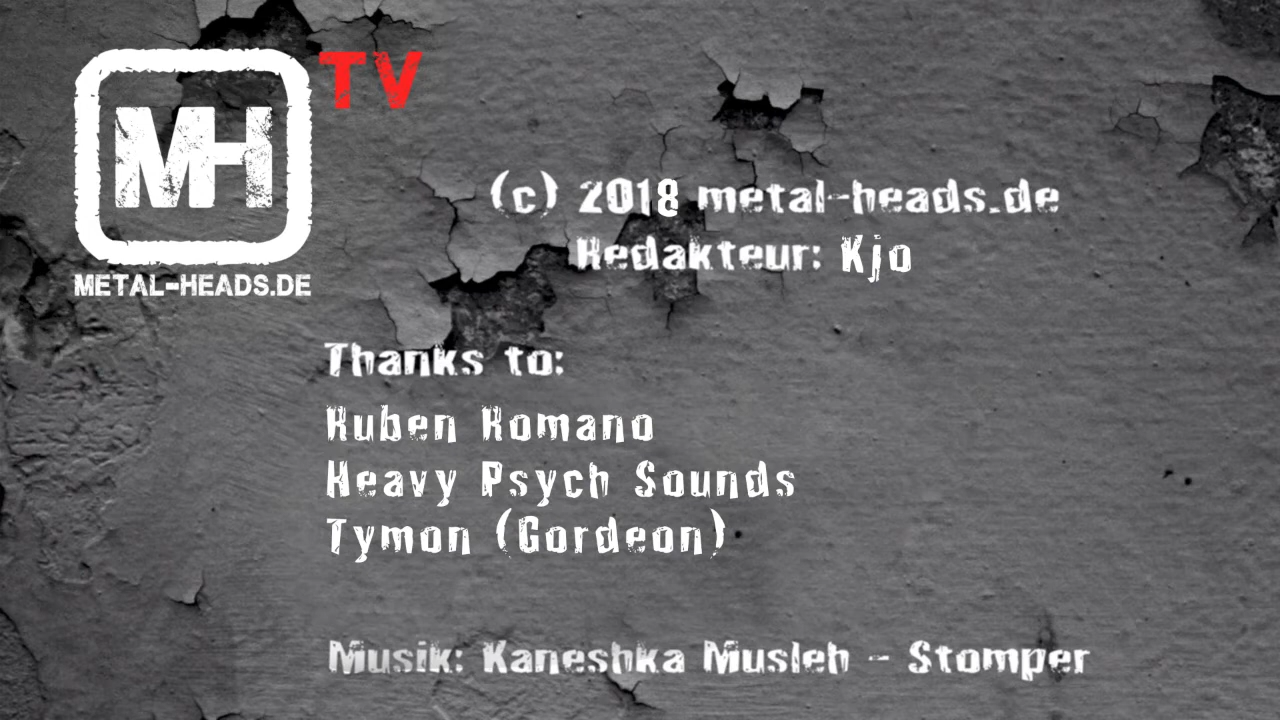 MH
TV
METAL-HEADS.DE
(c) 2018 metal-heads.de
Redakteur: Kjo
Thanks to:
Ruben Romano
Heavy Psych Sounds
Tymon (Gordeon)
Musik: Kaneshka Musleh - Stomper